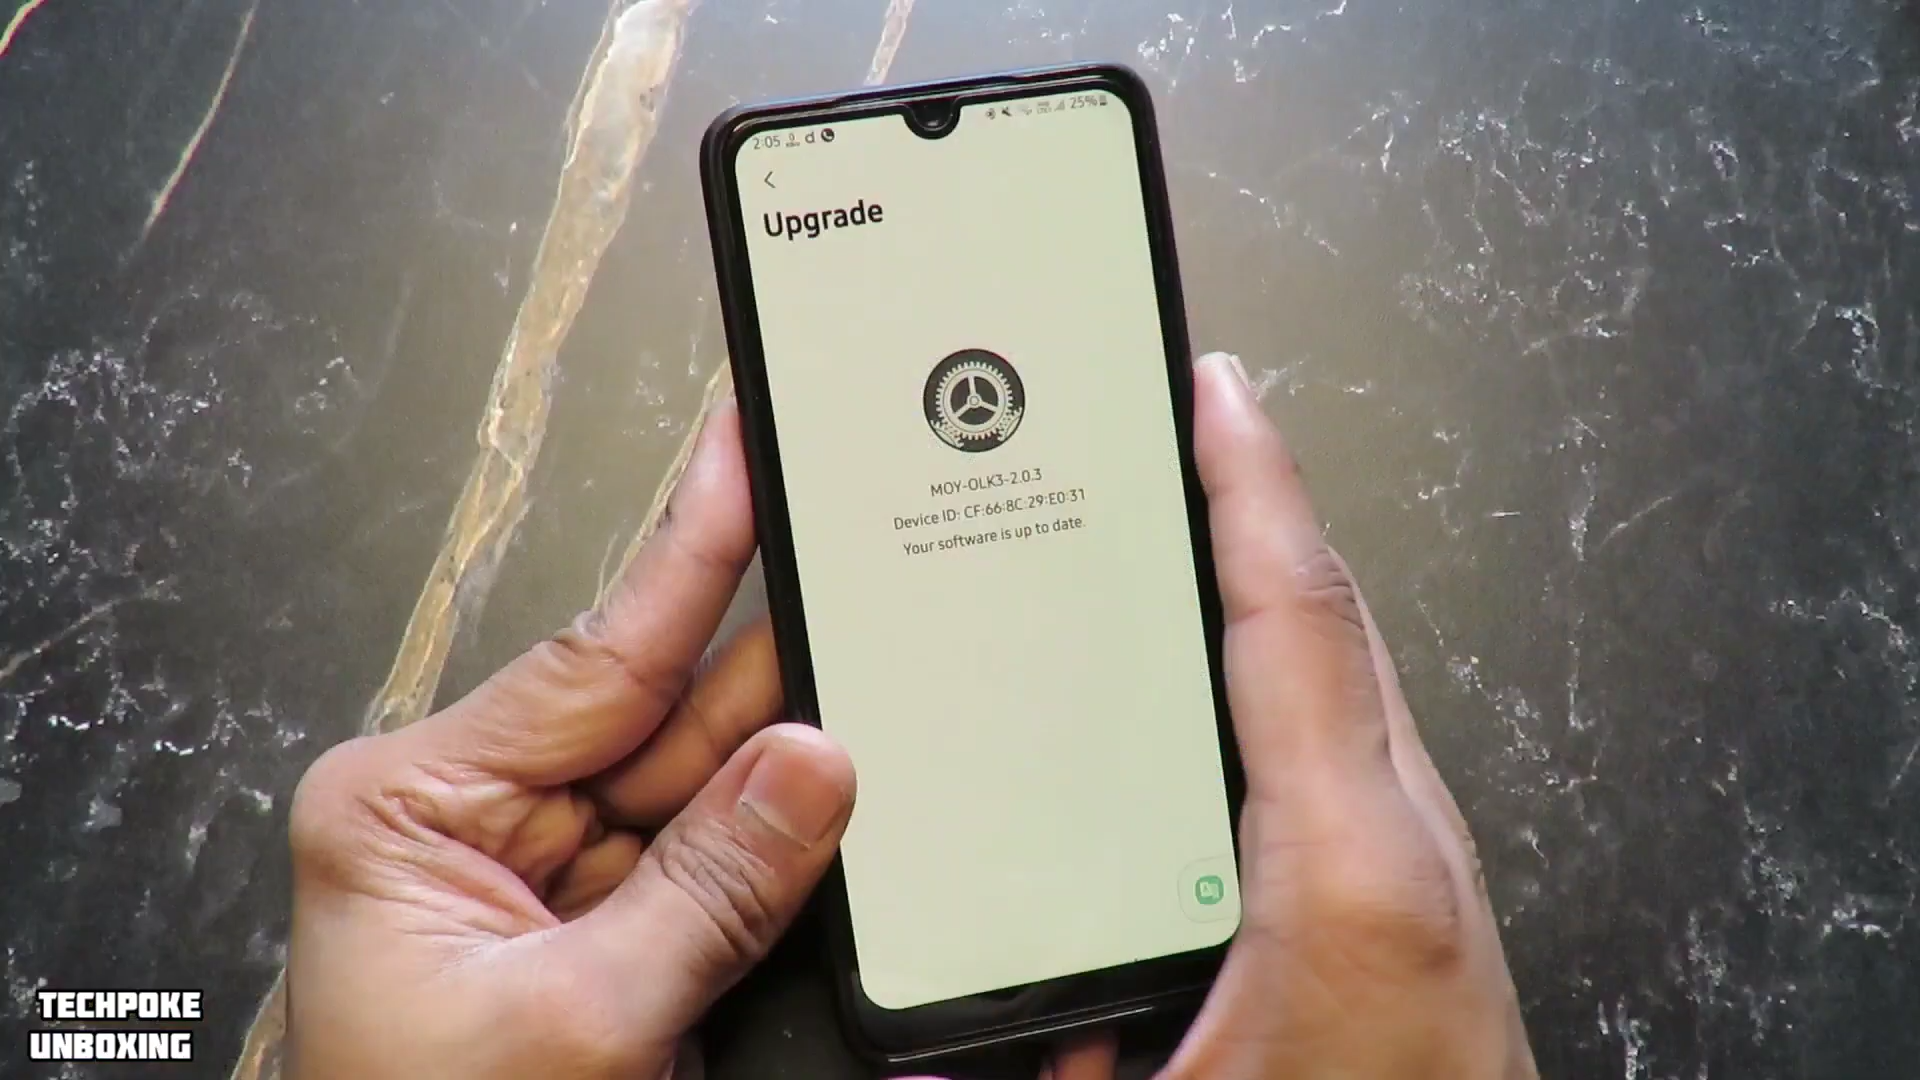 2:05
25%
Upgrade
MOY-OLK3-2.0.3
Device ID: CF:66:8C:29:E0:31
Your software is up to date.
TECHPOKE
UNBOXING